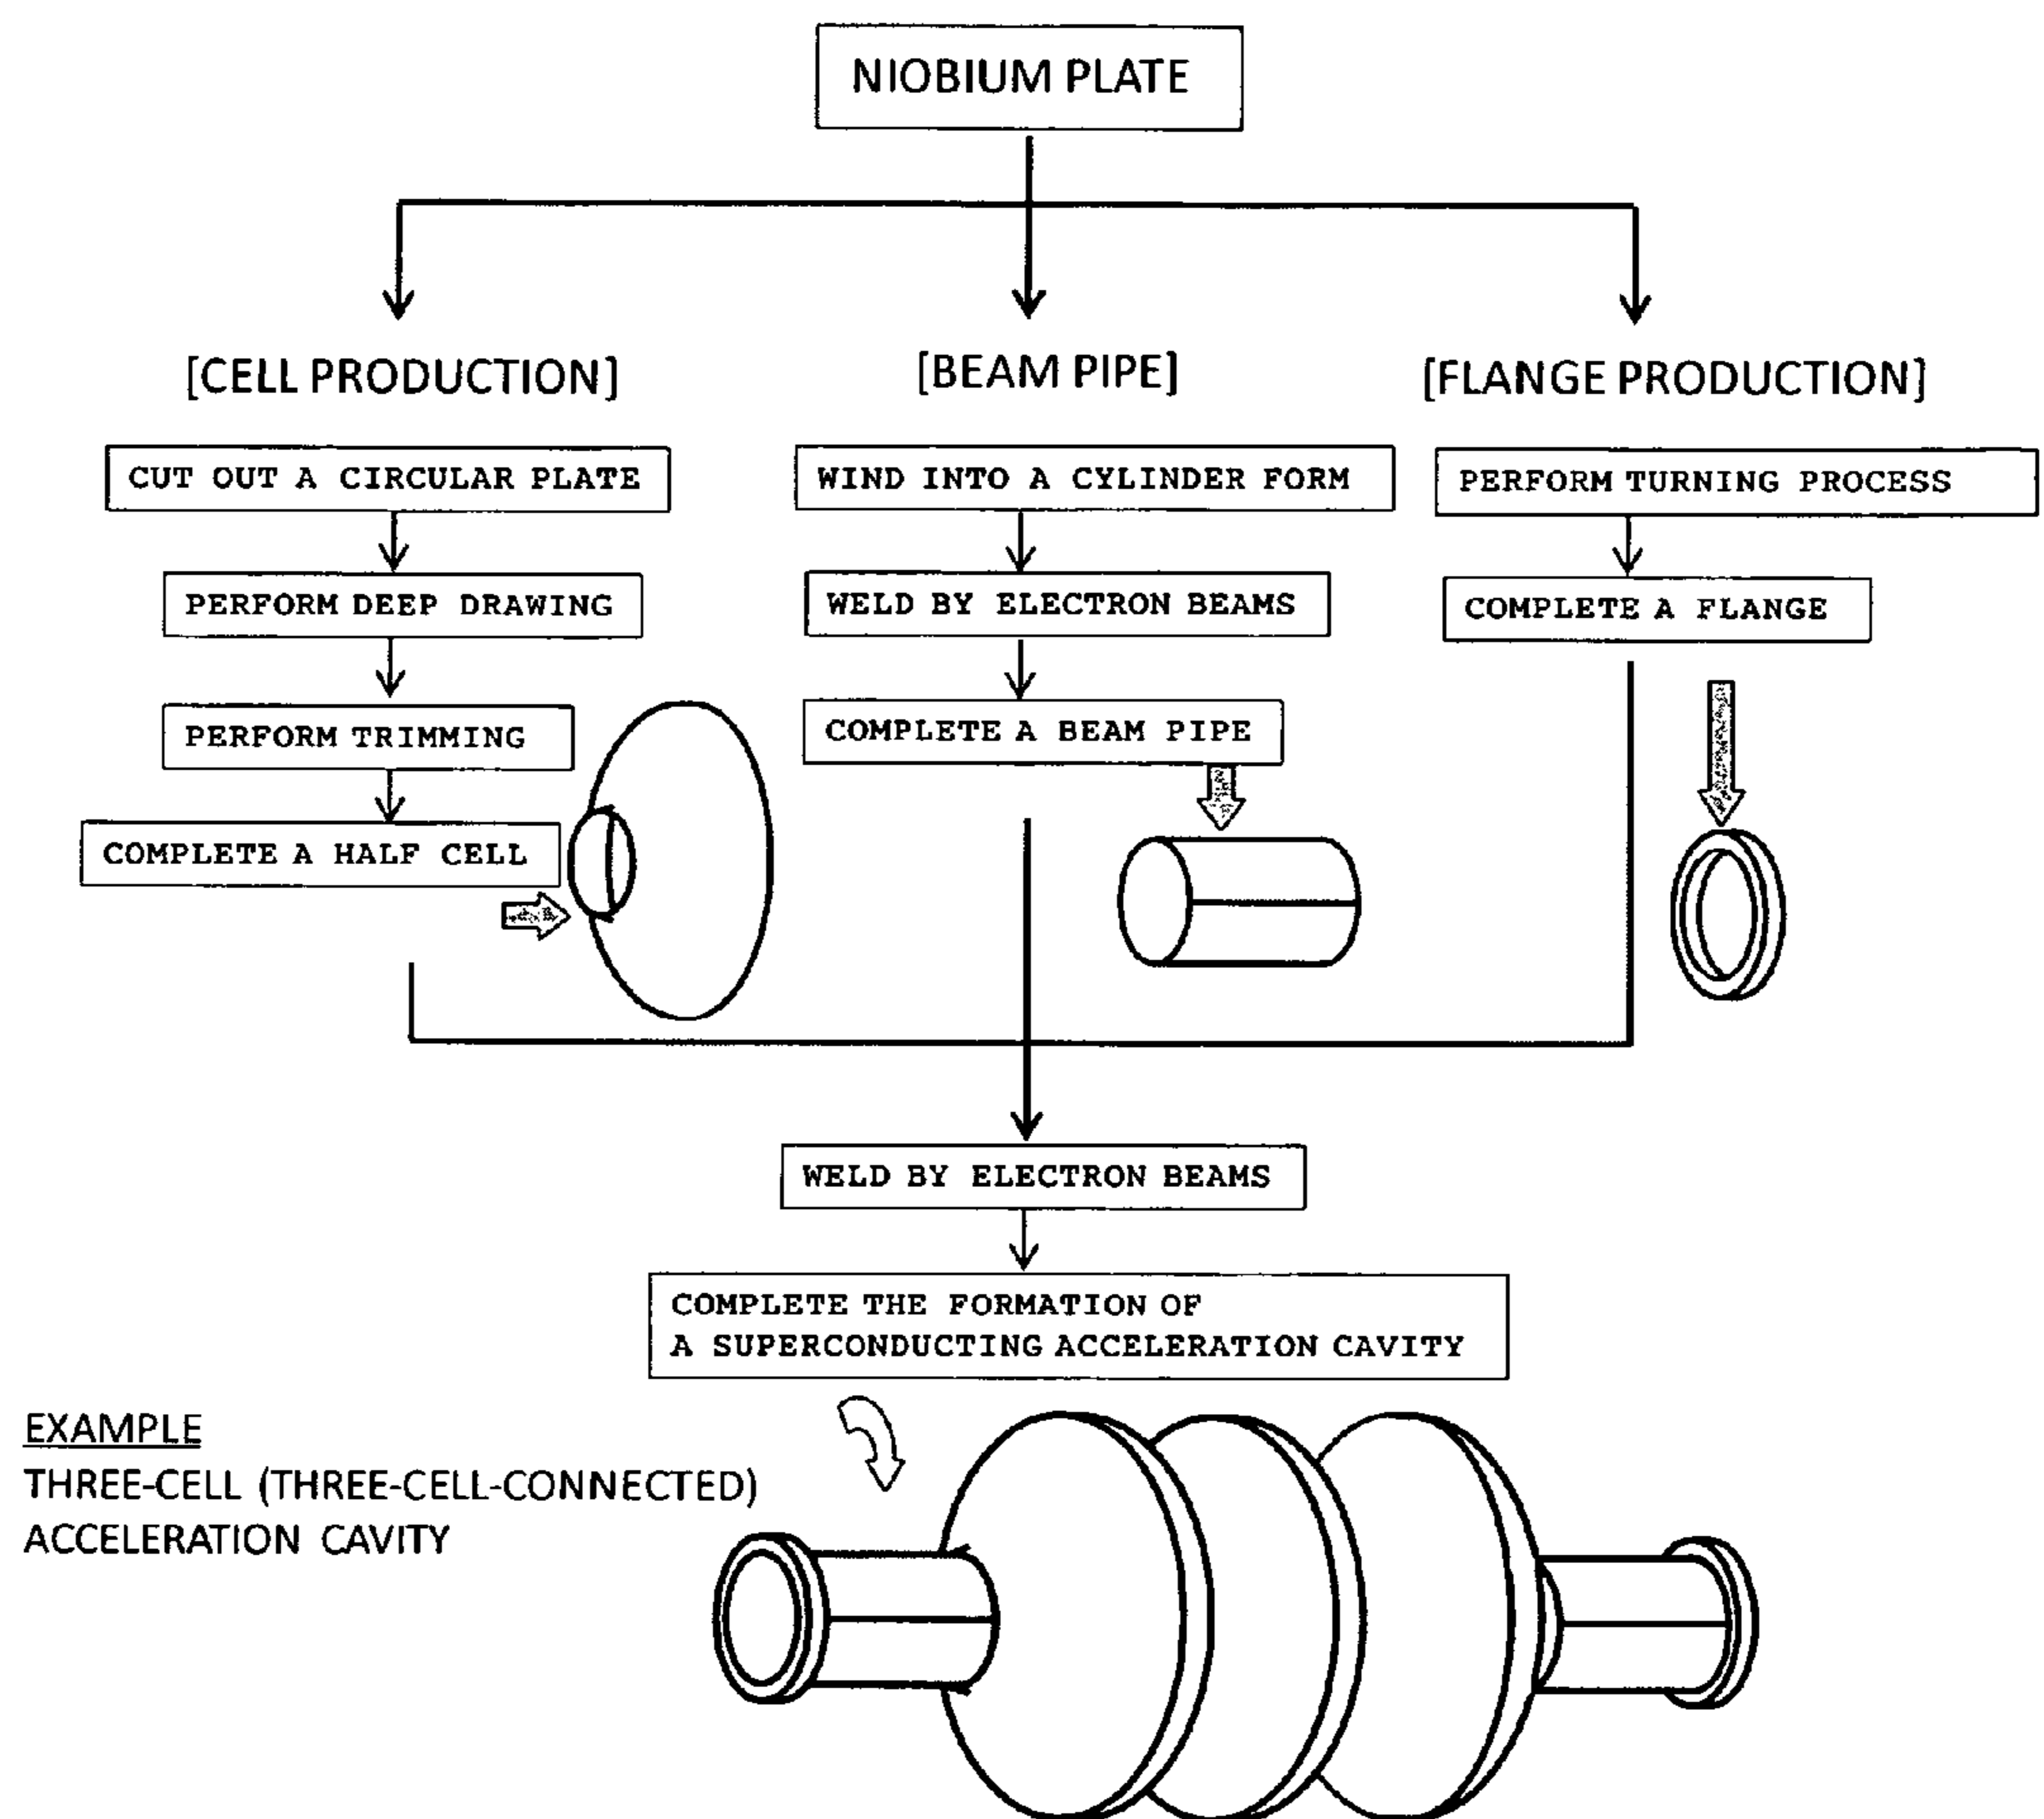 NIOBIUM PLATE
[CELL PRODUCTION]
CUT OUT A CIRCULAR PLATE
PERFORM DEEP DRAWING
PERFORM TRIMMING
COMPLETE A HALF CELL
[BEAM PIPE]
WIND INTO A CYLINDER FORM
WELD BY ELECTRON BEAMS
COMPLETE A BEAM PIPE
[FLANGE PRODUCTION]
PERFORM TURNING PROCESS
COMPLETE A FLANGE
WELD BY ELECTRON BEAMS
COMPLETE THE FORMATION OF
A SUPERCONDUCTING ACCELERATION CAVITY
EXAMPLE
THREE-CELL (THREE-CELL-CONNECTED)
ACCELERATION CAVITY